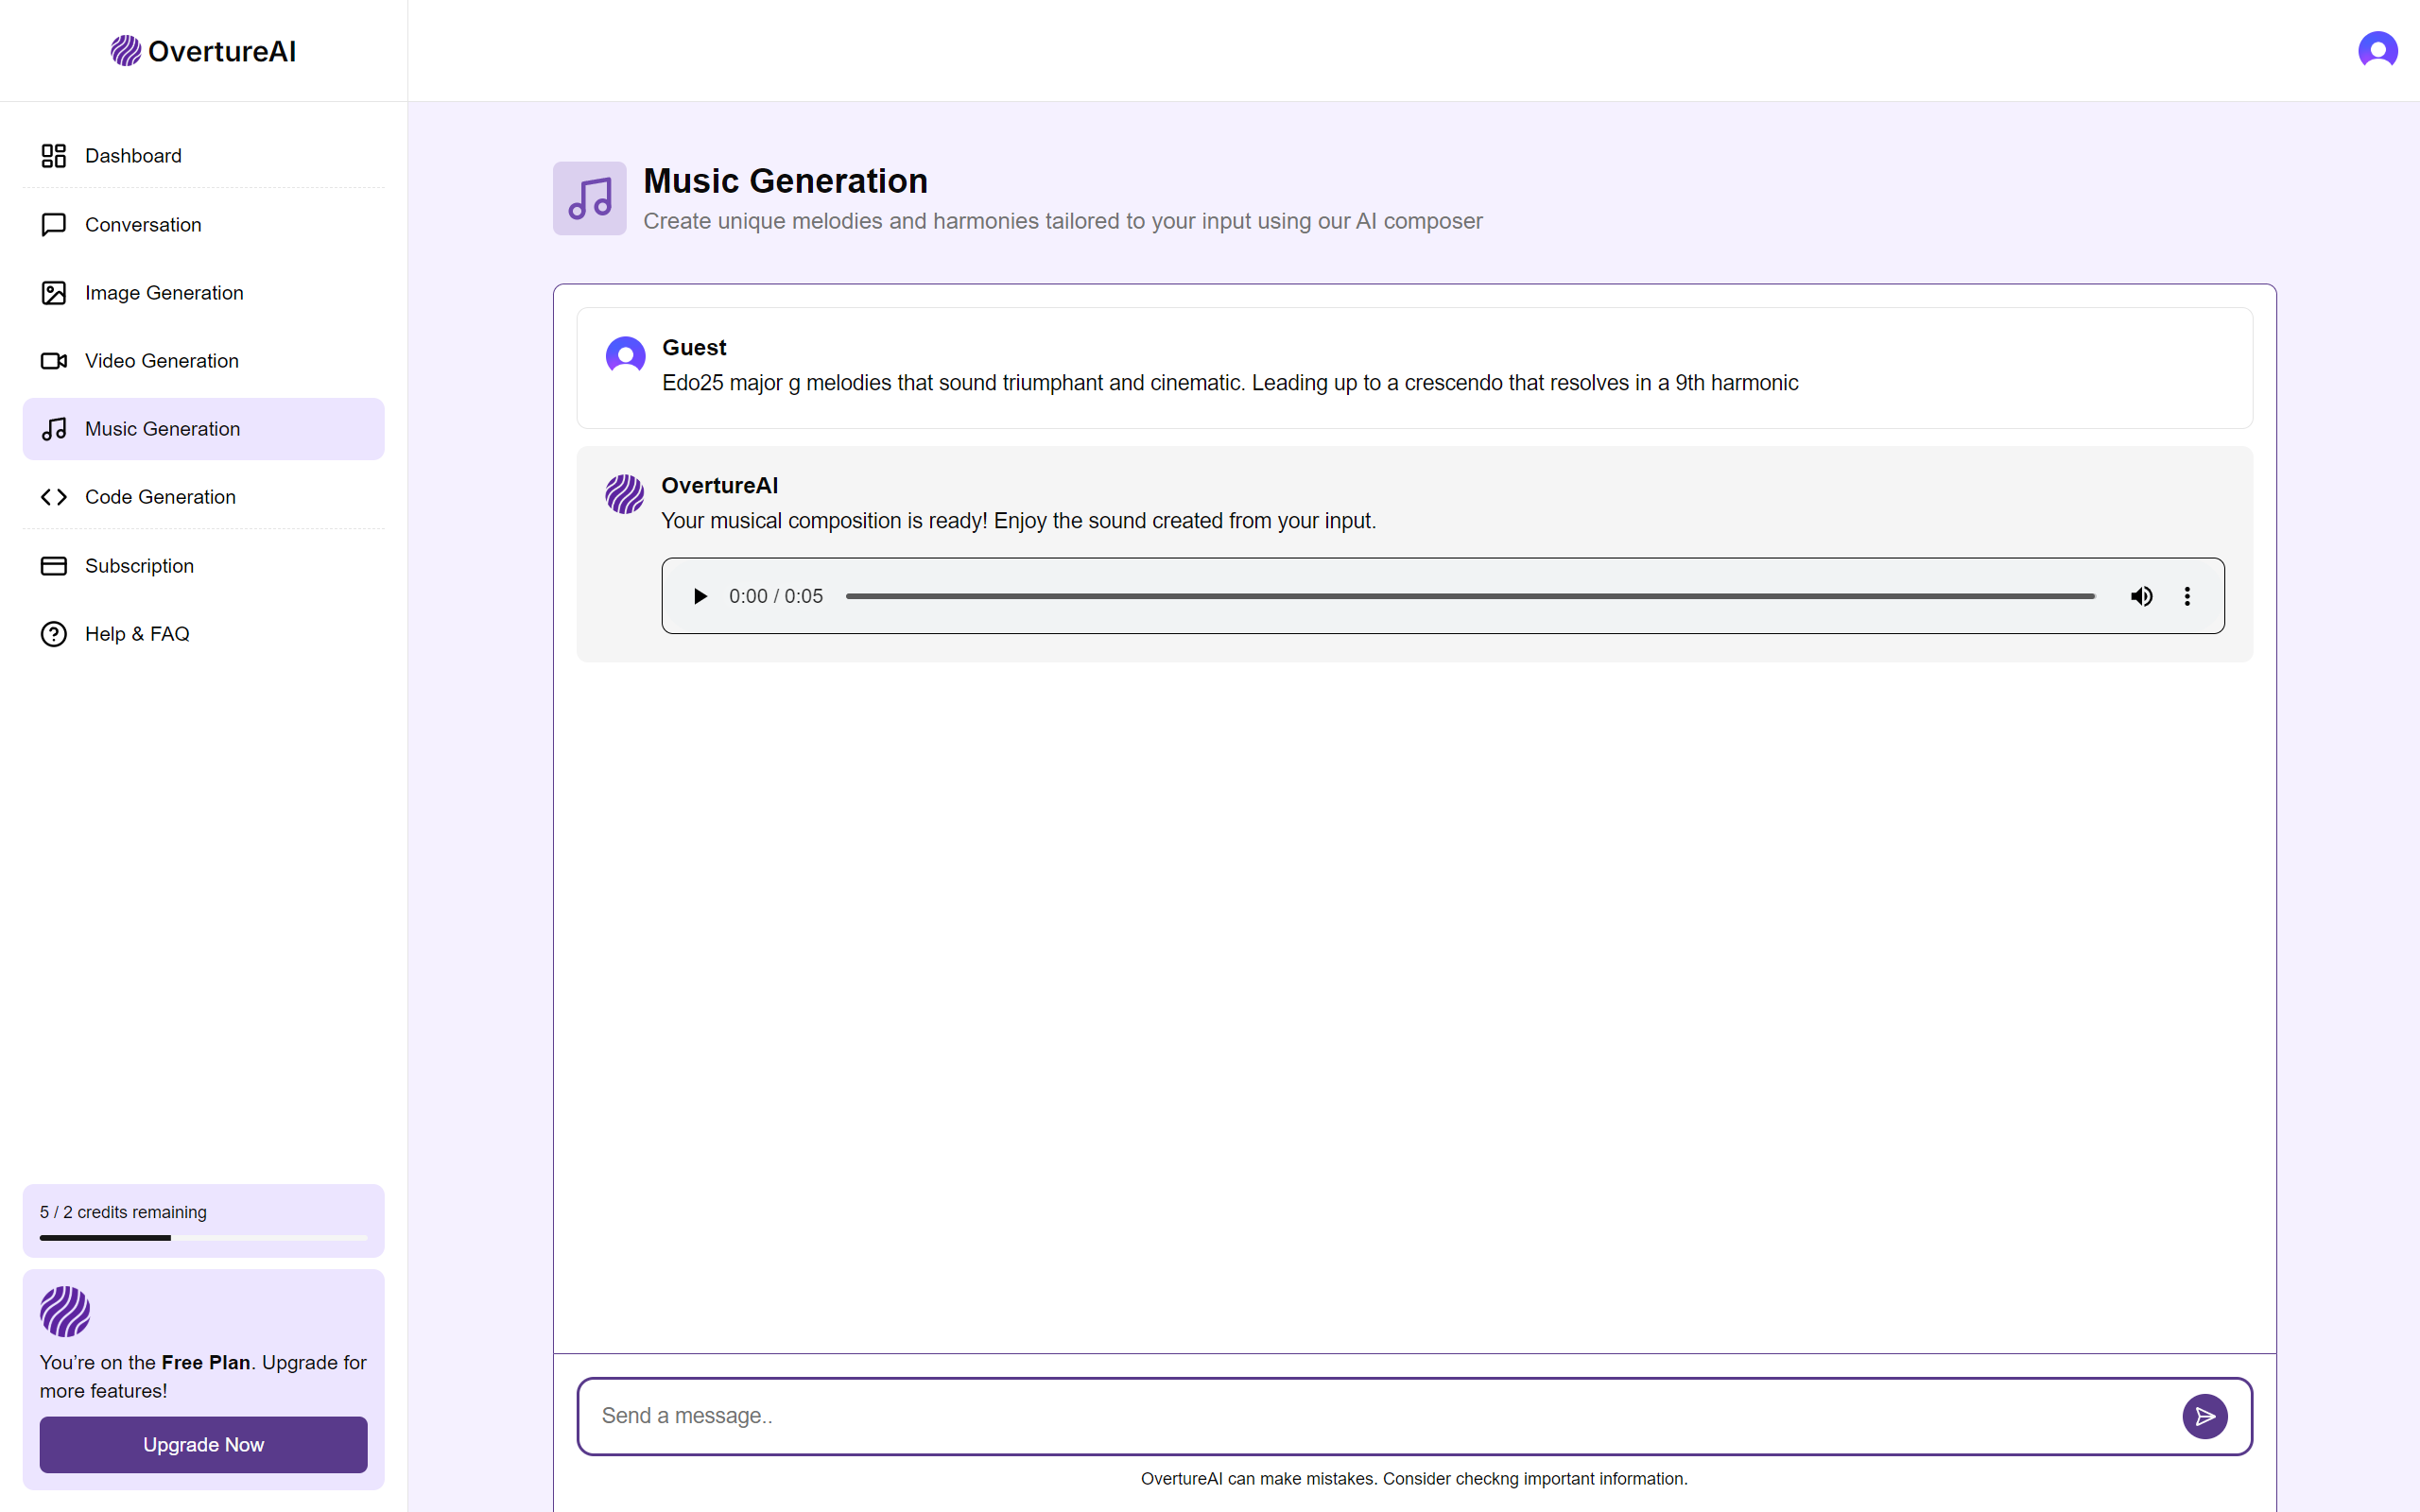 OvertureAI
Dashboard
Conversation
Image Generation
Video Generation
Music Generation
Code Generation
Subscription
Help & FAQ
5 / 2 credits remaining
You’re on the Free Plan. Upgrade for
more features!
Upgrade Now
Music Generation
Create unique melodies and harmonies tailored to your input using our AI composer
Guest
Edo25 major g melodies that sound triumphant and cinematic. Leading up to a crescendo that resolves in a 9th harmonic
OvertureAI
Your musical composition is ready! Enjoy the sound created from your input.
0:00 / 0:05
Send a message..
OvertureAI can make mistakes. Consider checkng important information.